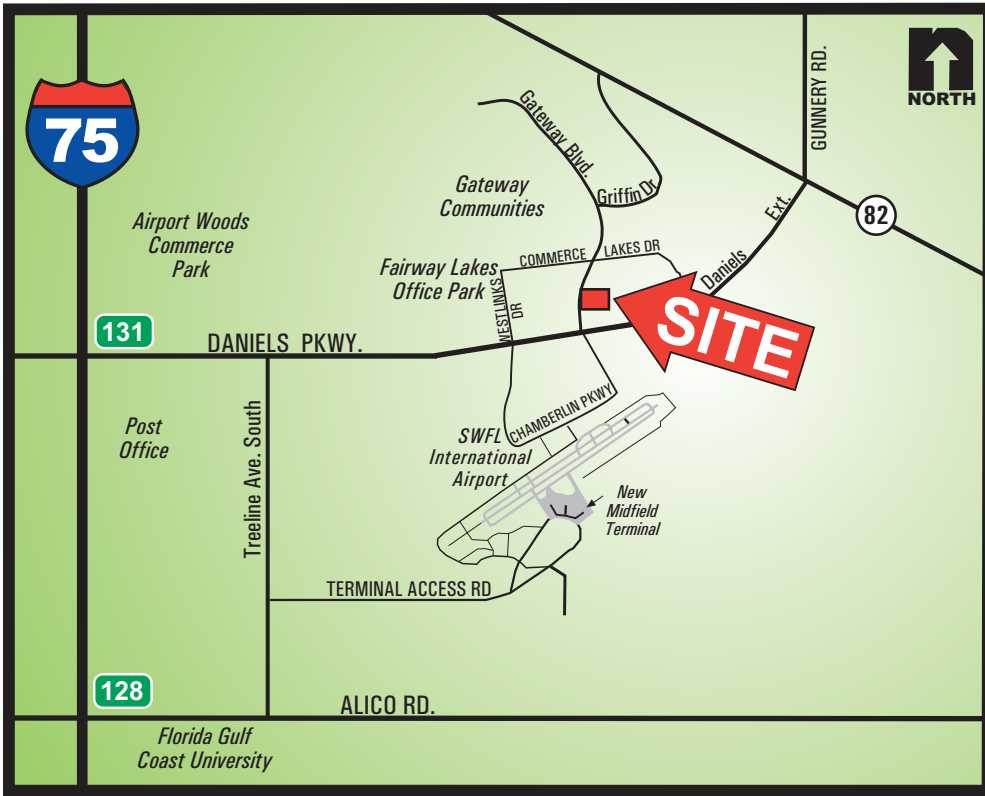 NORTH
GUNNERY RD.
75
Gateway Blvd.
Griffin Dr
Gateway
Communities
82
Airport Woods
Commerce
Park
Daniels Ext.
COMMERCE LAKES DR
Fairway Lakes
Office Park
WESTLINKS
DR
SITE
131
DANIELS PKWY.
CHAMBERLIN PKWY
Post
Office
Treeline Ave. South
SWFL
International
Airport
New
Midfield
Terminal
TERMINAL ACCESS RD
128
ALICO RD.
Florida Gulf
Coast University